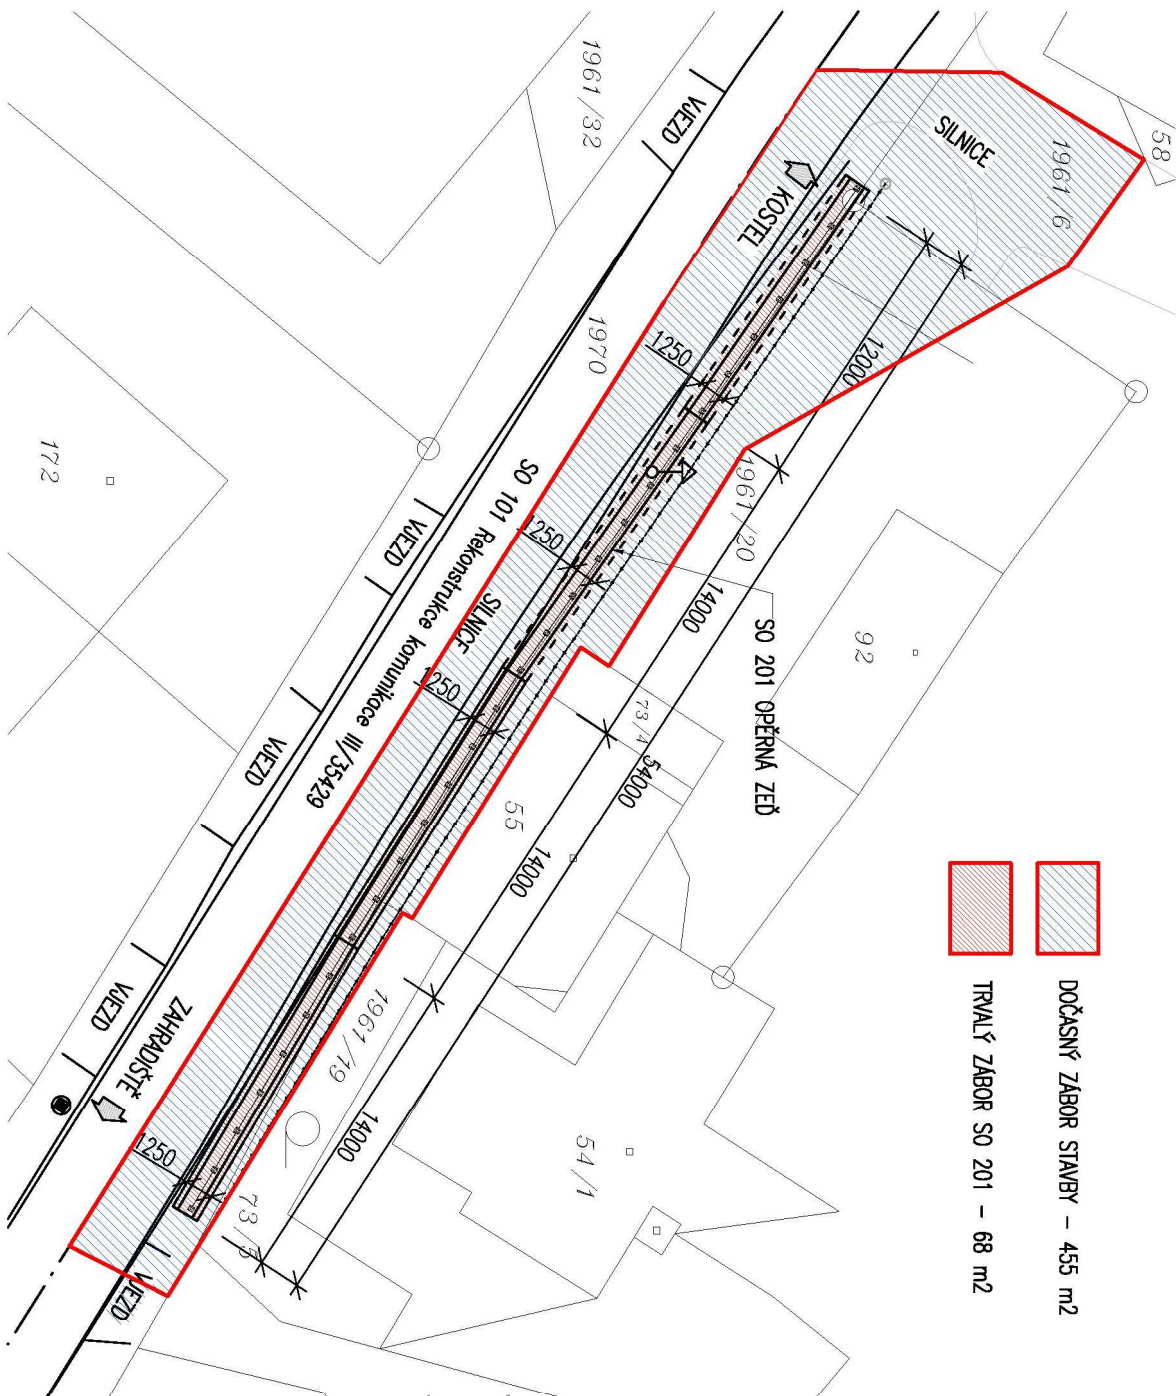 DOČASNÝ ZÁBOR STAVBY - 455 m2
TRVALÝ ZÁBOR SO 201 - 68 m2
58
1961/6
SILNICE
KOSTEL
VJEZD
1961/32
1970
1250
12000
1961/20
92
SO 201 OPĚRNÁ ZEĎ
14000
54000
73/4
1250
SO 101 Rekonstrukce komunikace III/35429
SILNICE
172
VJEZD
1250
55
14000
VJEZD
1961/19
14000
54/1
VJEZD
ZAHRADIŠTĚ
1250
73/5
VJEZD